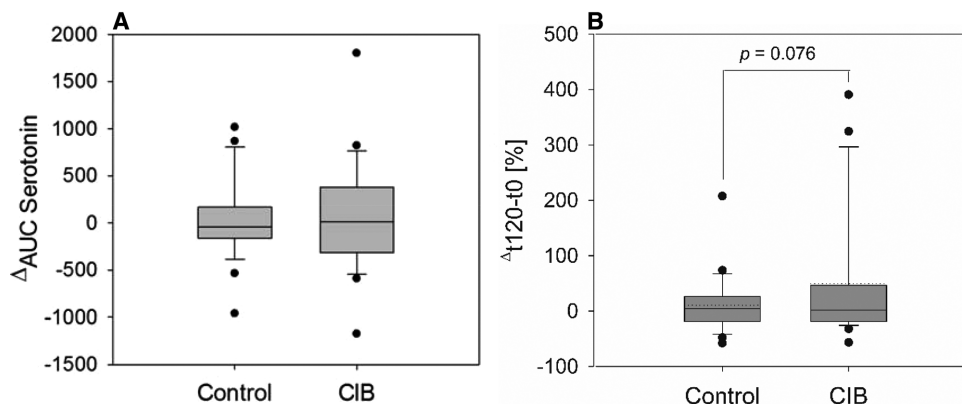 A
2000
1500
1000
500
0
-500
-1000
-1500
ΔAUC Serotonin
Control CIB
B
500
400
300
200
100
0
-100
Δt120-t0 [%]
p = 0.076
Control CIB